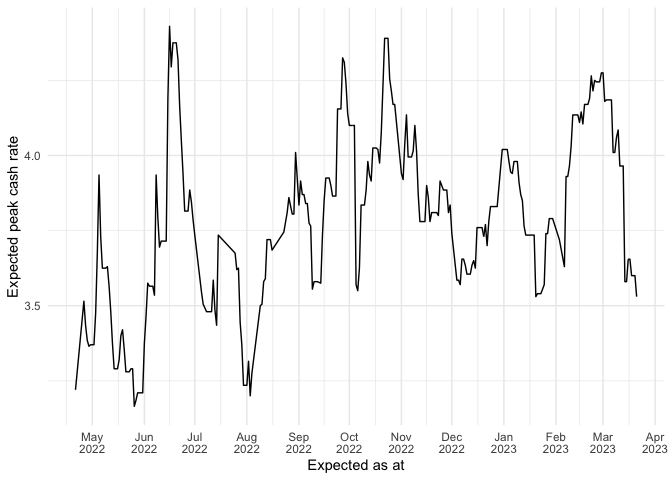 Expected peak cash rate
4.0
3.5
May Jun Jul Aug Sep Oct Nov Dec Jan Feb Mar Apr
2022 2022 2022 2022 2022 2022 2022 2022 2023 2023 2023 2023
Expected as at